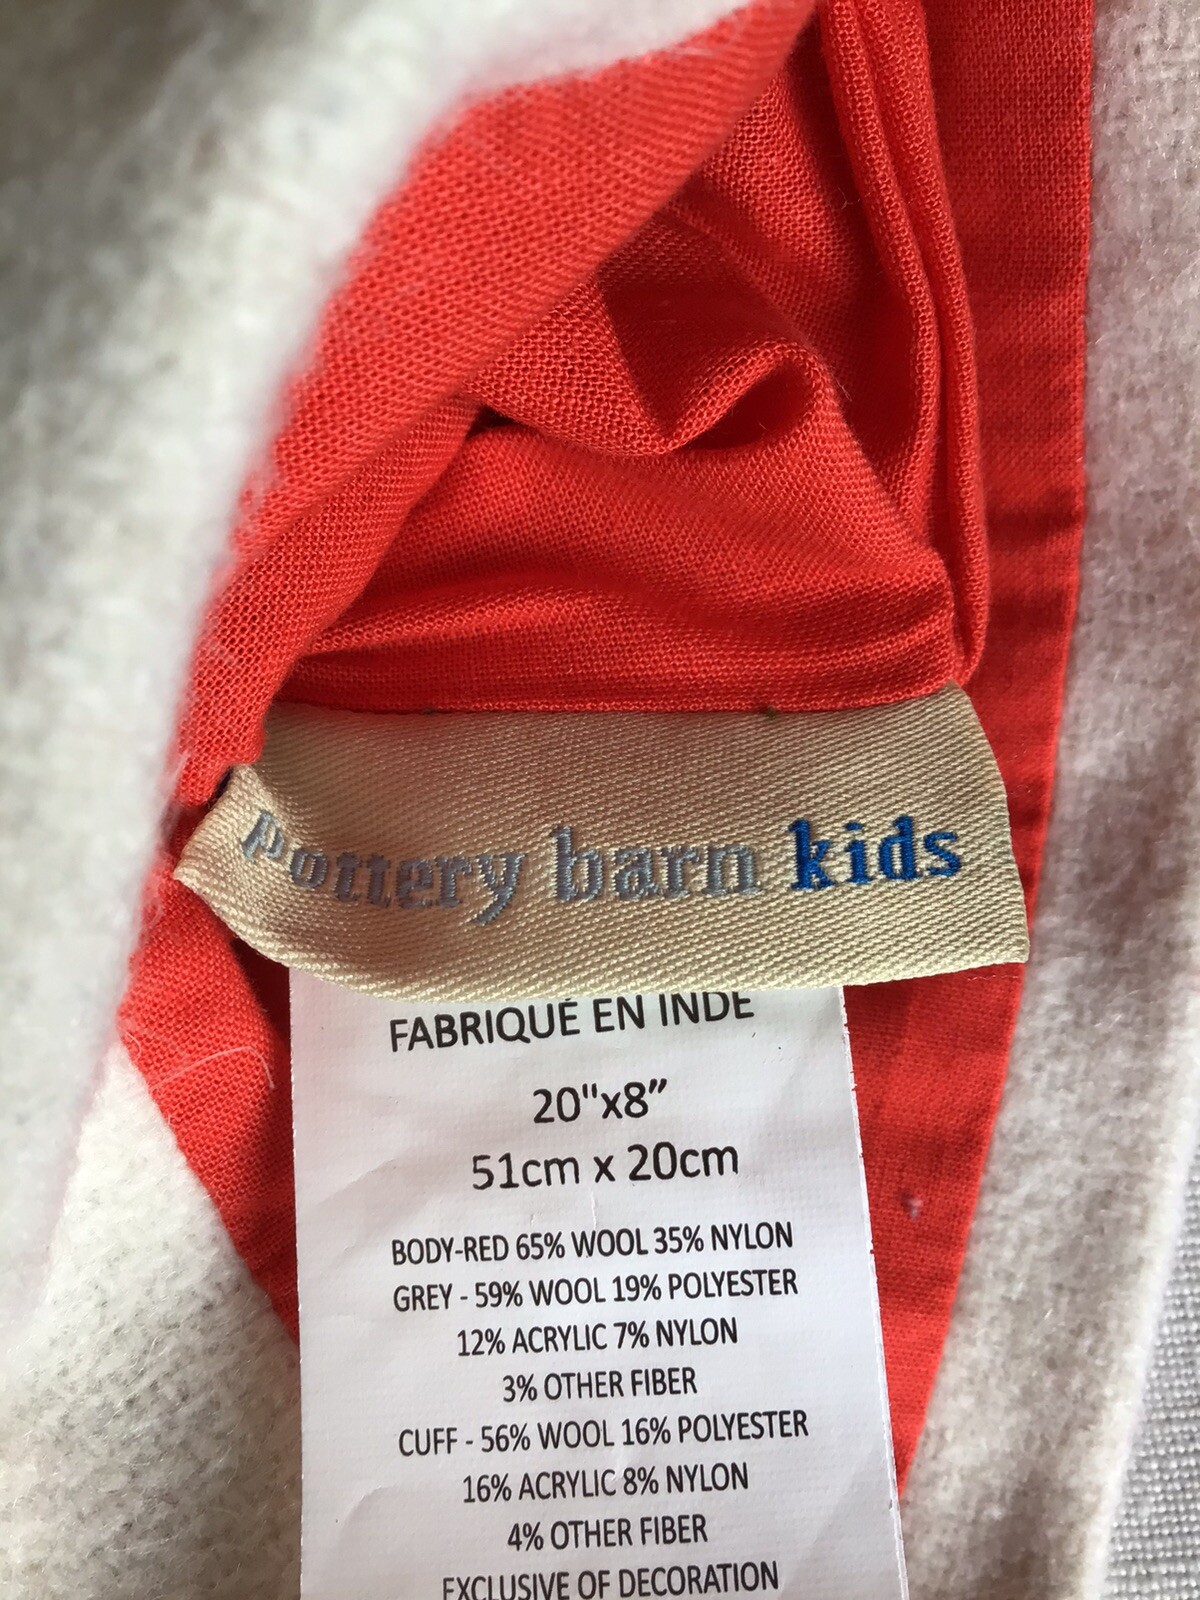 pottery barn kids
FABRIQUÉ EN INDE
20"x8”
51cm x 20cm
BODY-RED 65% WOOL 35% NYLON
GREY - 59% WOOL 19% POLYESTER
12% ACRYLIC 7% NYLON
3% OTHER FIBER
CUFF - 56% WOOL 16% POLYESTER
16% ACRYLIC 8% NYLON
4% OTHER FIBER
EXCLUSIVE OF DECORATION